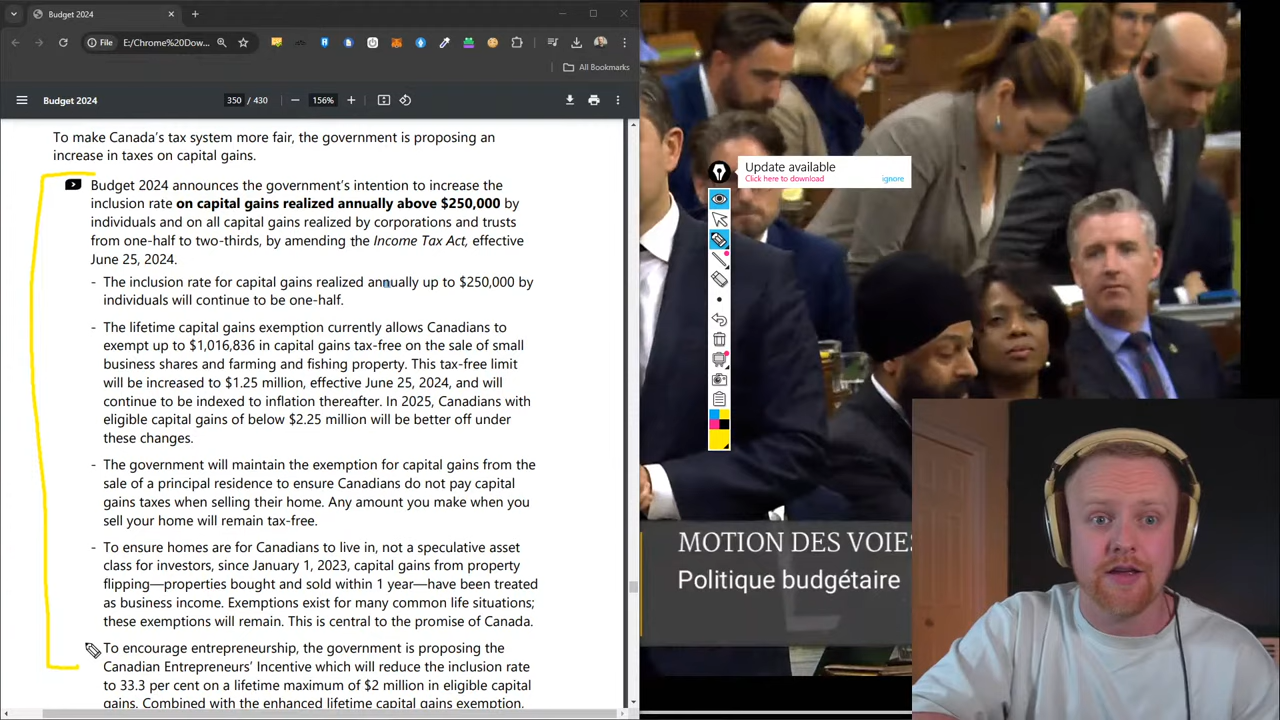 Budget 2024
File
E:/Chrome%20Dow...
All Bookmarks
Budget 2024
350 / 430
156%
To make Canada's tax system more fair, the government is proposing an
increase in taxes on capital gains.
Budget 2024 announces the government's intention to increase the
inclusion rate on capital gains realized annually above $250,000 by
individuals and on all capital gains realized by corporations and trusts
from one-half to two-thirds, by amending the Income Tax Act, effective
June 25, 2024.
- The inclusion rate for capital gains realized annually up to $250,000 by
individuals will continue to be one-half.
- The lifetime capital gains exemption currently allows Canadians to
exempt up to $1,016,836 in capital gains tax-free on the sale of small
business shares and farming and fishing property. This tax-free limit
will be increased to $1.25 million, effective June 25, 2024, and will
continue to be indexed to inflation thereafter. In 2025, Canadians with
eligible capital gains of below $2.25 million will be better off under
these changes.
- The government will maintain the exemption for capital gains from the
sale of a principal residence to ensure Canadians do not pay capital
gains taxes when selling their home. Any amount you make when you
sell your home will remain tax-free.
- To ensure homes are for Canadians to live in, not a speculative asset
class for investors, since January 1, 2023, capital gains from property
flipping—properties bought and sold within 1 year—have been treated
as business income. Exemptions exist for many common life situations;
these exemptions will remain. This is central to the promise of Canada.
To encourage entrepreneurship, the government is proposing the
Canadian Entrepreneurs' Incentive which will reduce the inclusion rate
to 33.3 per cent on a lifetime maximum of $2 million in eligible capital
gains. Combined with the enhanced lifetime capital gains exemption,
Update available
Click here to download
ignore
MOTION DES VOIES
Politique budgétaire